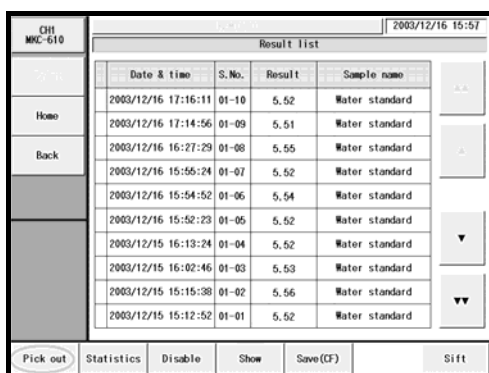 CH1
MKC-610
2003/12/16 15:57
Result list
Home
Back
Date & time S.No. Result Sample name
2003/12/16 17:16:11 01-10 5.52 Water standard
2003/12/16 17:14:56 01-09 5.51 Water standard
2003/12/16 16:27:29 01-08 5.55 Water standard
2003/12/16 15:55:24 01-07 5.52 Water standard
2003/12/16 15:54:52 01-06 5.54 Water standard
2003/12/16 15:52:23 01-05 5.52 Water standard
2003/12/15 16:13:24 01-04 5.52 Water standard
2003/12/15 16:02:46 01-03 5.53 Water standard
2003/12/15 15:15:38 01-02 5.56 Water standard
2003/12/15 15:12:52 01-01 5.52 Water standard
Pick out Statistics Disable Show Save(CF) Sift